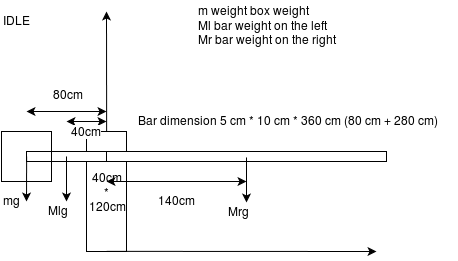 m weight box weight
IDLE
Ml bar weight on the left
Mr bar weight on the right
80cm
Bar dimension 5 cm * 10 cm * 360 cm (80 cm + 280 cm)
40cm
40cm
*
120cm
140cm
mg
Mlg
Mrg